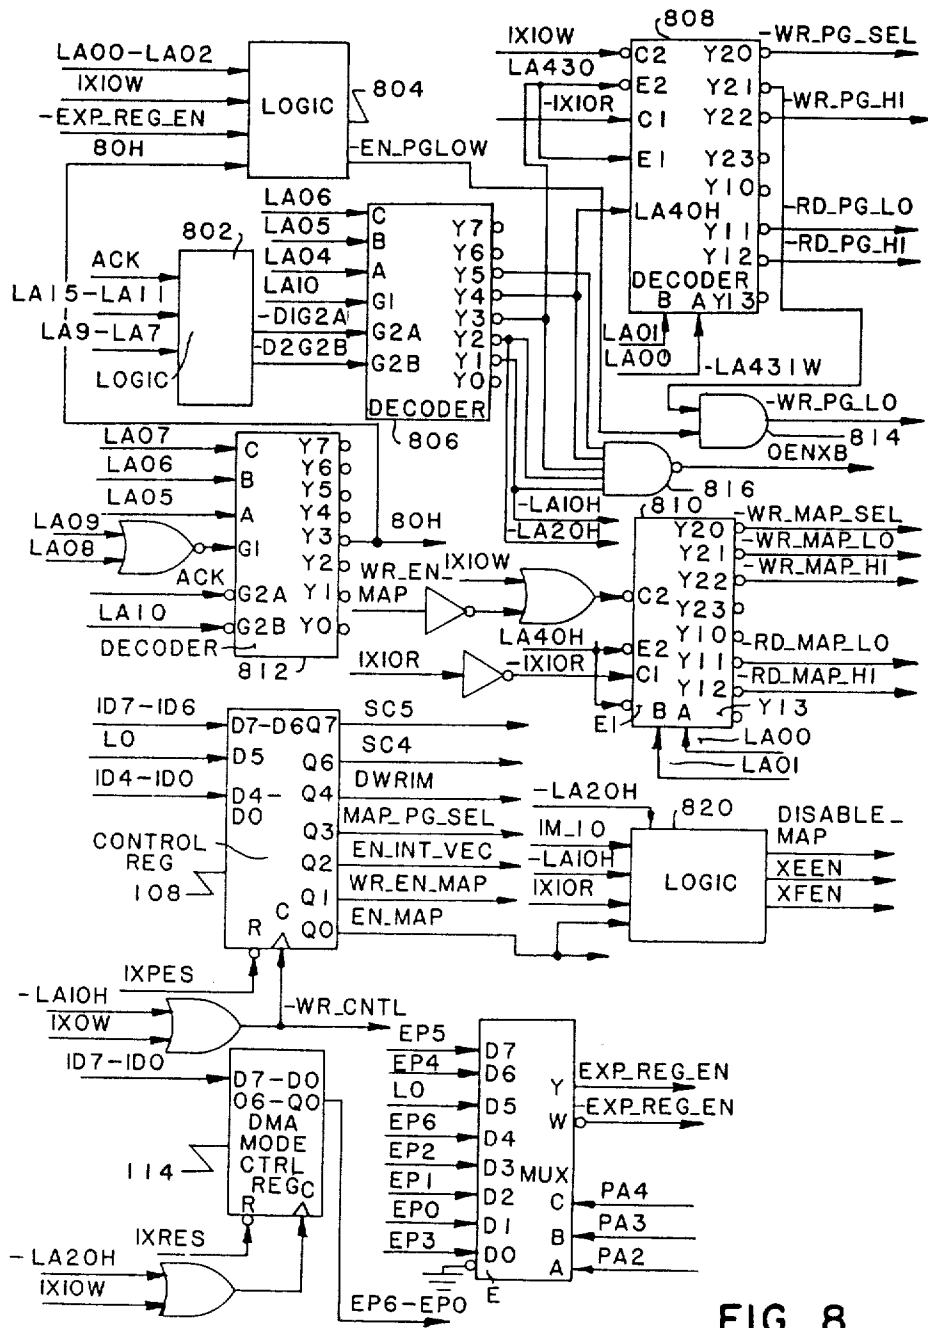 LA00-LA02
IXIOW
-EXP_REG_EN
80H
LOGIC
804
-EN_PGLOW
IXIOW
LA430
-IXIOR
808
C2
E2
C1
E1
LA40H
DECODER
B A
Y20
Y21
Y22
Y23
Y10
Y11
Y12
Y13
-WR_PG_SEL
-WR_PG_HI
-RD_PG_LO
-RD_PG_HI
LA01
LA00
-LA431W
ACK
LA15-LA11
LA9-LA7
802
LOGIC
LA06
LA05
LA04
LA10
-D1G2A
-D2G2B
C
B
A
G1
G2A
G2B
Y7
Y6
Y5
Y4
Y3
Y2
Y1
Y0
DECODER
806
-WR_PG_LO
814
OENXB
816
-LA10H
-LA20H
LA07
LA06
LA05
LA09
LA08
ACK
LA10
C
B
A
G1
G2A
G2B
Y7
Y6
Y5
Y4
Y3
Y2
Y1
Y0
DECODER
812
80H
WR_EN_
MAP
IXIOW
LA40H
IXIOR
-IXIOR
810
C2
E2
C1
E1
B A
Y20
Y21
Y22
Y23
Y10
Y11
Y12
Y13
-WR_MAP_SEL
-WR_MAP_LO
-WR_MAP_HI
-RD_MAP_LO
-RD_MAP_HI
LA00
LA01
ID7-ID6
LO
ID4-ID0
D7-D6
D5
D4-
D0
CONTROL
REG
108
R
C
Q7
Q6
Q4
Q3
Q2
Q1
Q0
SC5
SC4
DWRIM
MAP_PG_SEL
EN_INT_VEC
WR_EN_MAP
EN_MAP
IXPES
-LA10H
IXOW
-WR_CNTL
-LA20H
820
IM_10
-LA10H
IXIOR
LOGIC
DISABLE_
MAP
XEEN
XFEN
ID7-ID0
D7-D0
06-Q0
DMA
MODE
CTRL
REG
C
R
114
IXRES
-LA20H
IXIOW
EP6-EP0
EP5
EP4
LO
EP6
EP2
EP1
EP0
EP3
D7
D6
D5
D4
D3
D2
D1
D0
MUX
Y
W
C
B
A
E
EXP_REG_EN
-EXP_REG_EN
PA4
PA3
PA2
FIG. 8